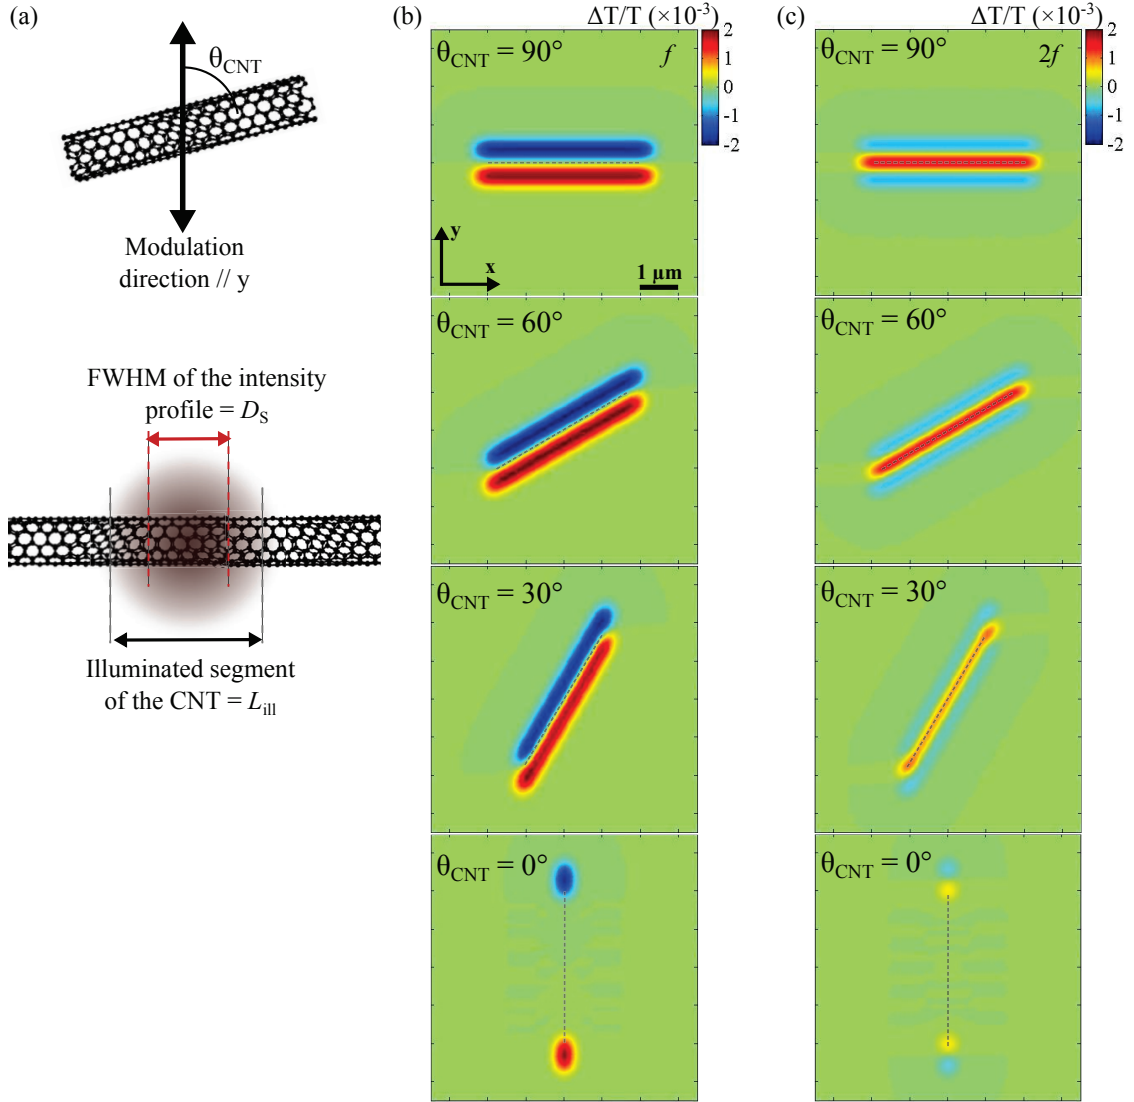 (a)
θCNT
Modulation
direction // y
FWHM of the intensity
profile = DS
Illuminated segment
of the CNT = Lill
(b)
ΔT/T (×10-3)
θCNT = 90°
f
2
1
0
-1
-2
y
x
1 µm
θCNT = 60°
θCNT = 30°
θCNT = 0°
(c)
ΔT/T (×10-3)
θCNT = 90°
2f
2
1
0
-1
-2
θCNT = 60°
θCNT = 30°
θCNT = 0°